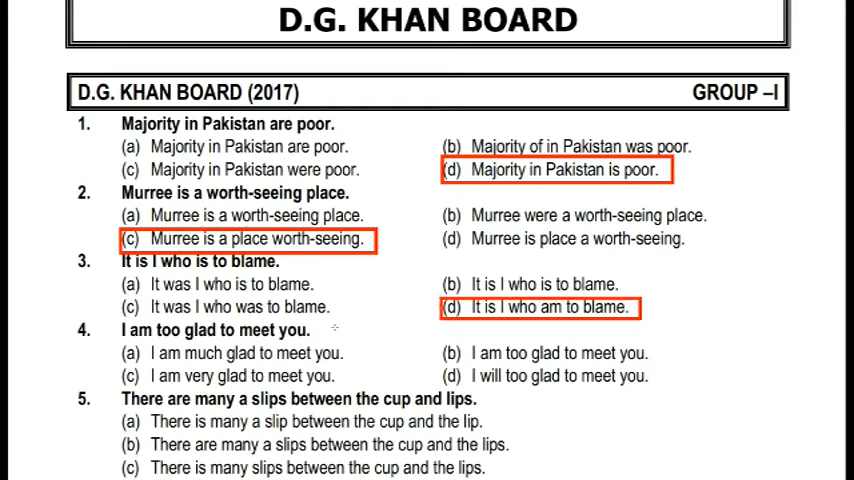 D.G. KHAN BOARD
D.G. KHAN BOARD (2017) GROUP –I
1. Majority in Pakistan are poor.
(a) Majority in Pakistan are poor. (b) Majority of in Pakistan was poor.
(c) Majority in Pakistan were poor. (d) Majority in Pakistan is poor.
2. Murree is a worth-seeing place.
(a) Murree is a worth-seeing place. (b) Murree were a worth-seeing place.
(c) Murree is a place worth-seeing. (d) Murree is place a worth-seeing.
3. It is I who is to blame.
(a) It was I who is to blame. (b) It is I who is to blame.
(c) It was I who was to blame. (d) It is I who am to blame.
4. I am too glad to meet you.
(a) I am much glad to meet you. (b) I am too glad to meet you.
(c) I am very glad to meet you. (d) I will too glad to meet you.
5. There are many a slips between the cup and lips.
(a) There is many a slip between the cup and the lip.
(b) There are many a slips between the cup and the lips.
(c) There is many slips between the cup and the lips.